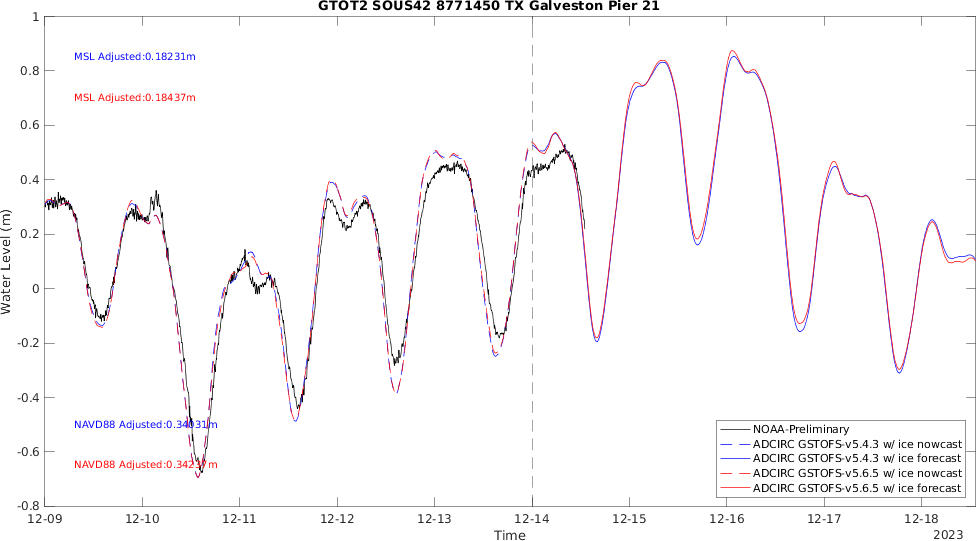 GTOT2 SOUS42 8771450 TX Galveston Pier 21
1
0.8
0.6
0.4
0.2
0
-0.2
-0.4
-0.6
-0.8
Water Level (m)
MSL Adjusted:0.18231m
MSL Adjusted:0.18437m
NAVD88 Adjusted:0.34031m
NAVD88
NOAA-Preliminary
ADCIRC GSTOFS-v5.4.3 w/ ice nowcast
ADCIRC GSTOFS-v5.4.3 w/ ice forecast
ADCIRC GSTOFS-v5.6.5 w/ ice nowcast
ADCIRC GSTOFS-v5.6.5 w/ ice forecast
12-09 12-10 12-11 12-12 12-13 12-14 12-15 12-16 12-17 12-18
Time
2023